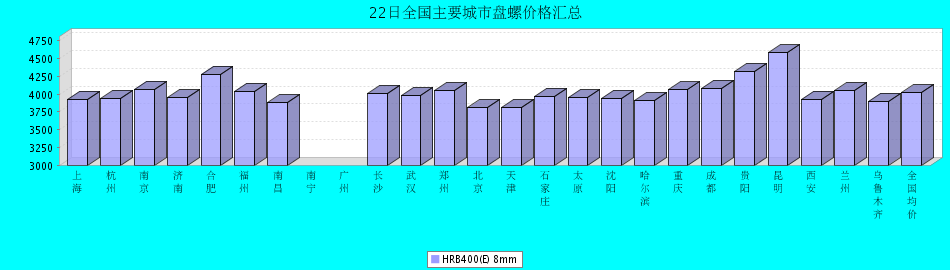 22日全国主要城市盘螺价格汇总
4750
4500
4250
4000
3750
3500
3250
3000
上海 杭州 南京 济南 合肥 福州 南昌 南宁 广州 长沙 武汉 郑州 北京 天津 石家庄 太原 沈阳 哈尔滨 重庆 成都 贵阳 昆明 西安 兰州 乌鲁木齐 全国均价
HRB400(E) 8mm